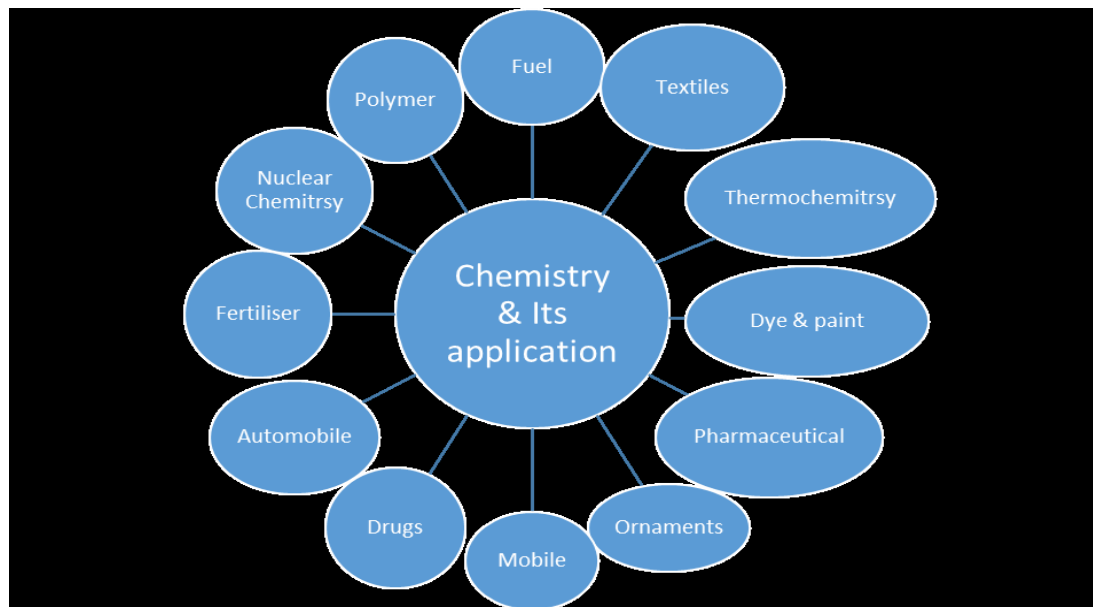 Fuel
Textiles
Polymer
Thermochemitrsy
Nuclear
Chemitrsy
Chemistry
& Its
application
Fertiliser
Dye & paint
Automobile
Pharmaceutical
Drugs
Ornaments
Mobile